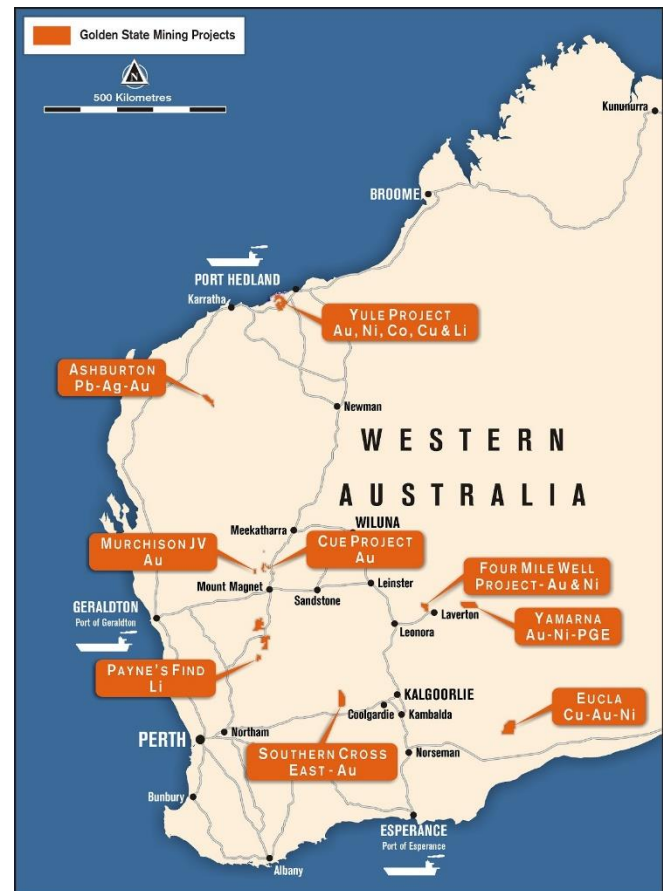 Golden State Mining Projects
N
500 Kilometres
Kununurra
BROOME
PORT HEDLAND
Karratha
YULE PROJECT
Au, Ni, Co, Cu & Li
ASHBURTON
Pb-Ag-Au
Newman
WESTERN
AUSTRALIA
Meekatharra
WILUNA
MURCHISON JV
Au
CUE PROJECT
Au
FOUR MILE WELL
PROJECT- Au & Ni
Mount Magnet
Sandstone
Leinster
GERALDTON
Port of Geraldton
Laverton
YAMARNA
Au-Ni-PGE
Leonora
PAYNE'S FIND
Li
KALGOORLIE
Coolgardie
Kambalda
EUCLA
Cu-Au-Ni
PERTH
Northam
SOUTHERN CROSS
EAST - Au
Norseman
Bunbury
ESPERANCE
Port of Esperance
Albany